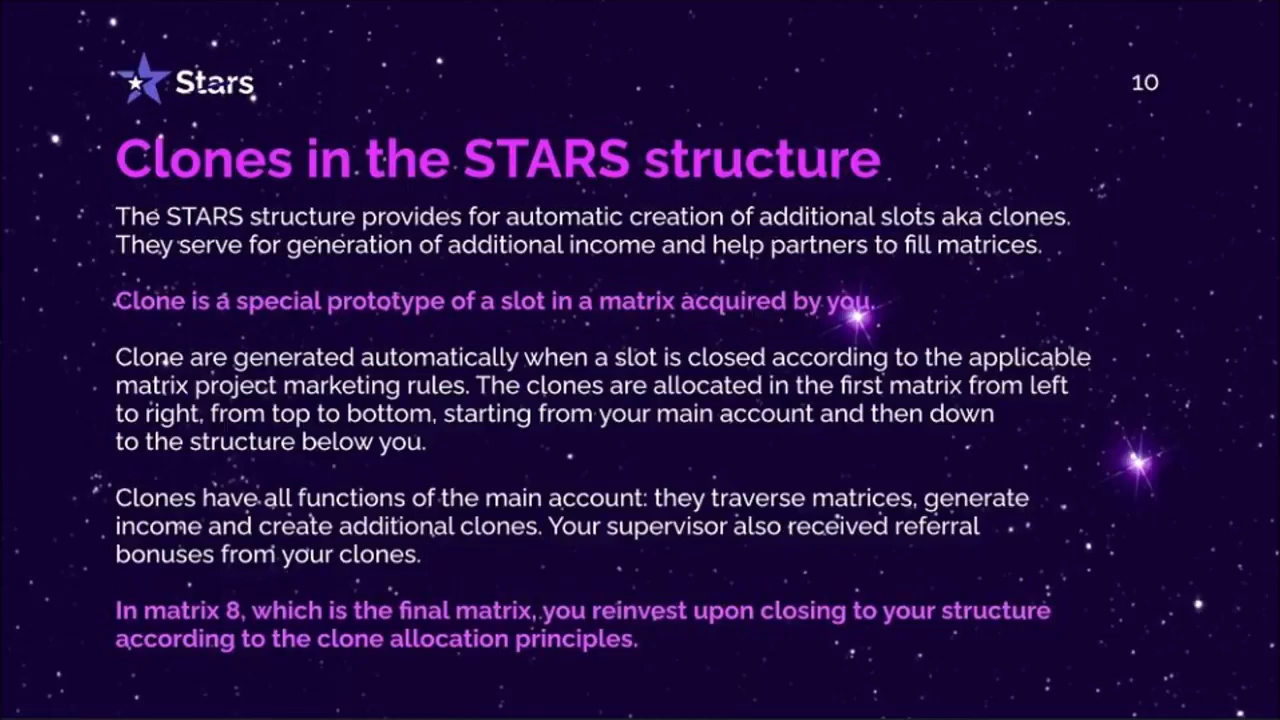 Stars
10
Clones in the STARS structure
The STARS structure provides for automatic creation of additional slots aka clones.
They serve for generation of additional income and help partners to fill matrices.
Clone is a special prototype of a slot in a matrix acquired by you.
Clone are generated automatically when a slot is closed according to the applicable
matrix project marketing rules. The clones are allocated in the first matrix from left
to right, from top to bottom, starting from your main account and then down
to the structure below you.
Clones have all functions of the main account: they traverse matrices, generate
income and create additional clones. Your supervisor also received referral
bonuses from your clones.
In matrix 8, which is the final matrix, you reinvest upon closing to your structure
according to the clone allocation principles.